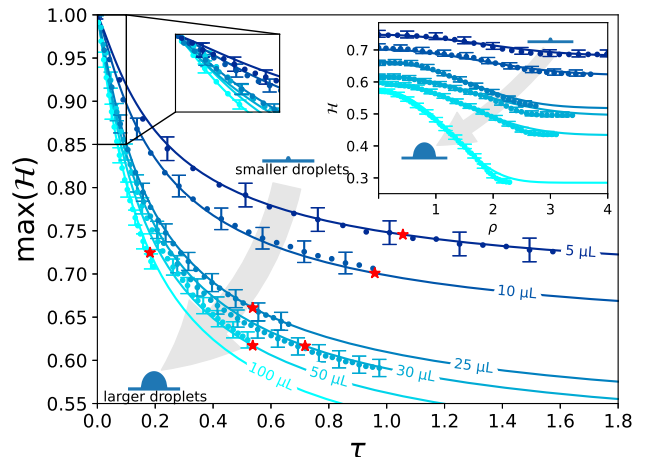 1.00
0.95
0.90
0.85
0.80
0.75
0.70
0.65
0.60
0.55
max(ℋ)
0.0 0.2 0.4 0.6 0.8 1.0 1.2 1.4 1.6 1.8
τ
smaller droplets
larger droplets
5 μL
10 μL
25 μL
30 μL
50 μL
100 μL
0.7
0.6
0.5
0.4
0.3
ℋ
1 2 3 4
ρ